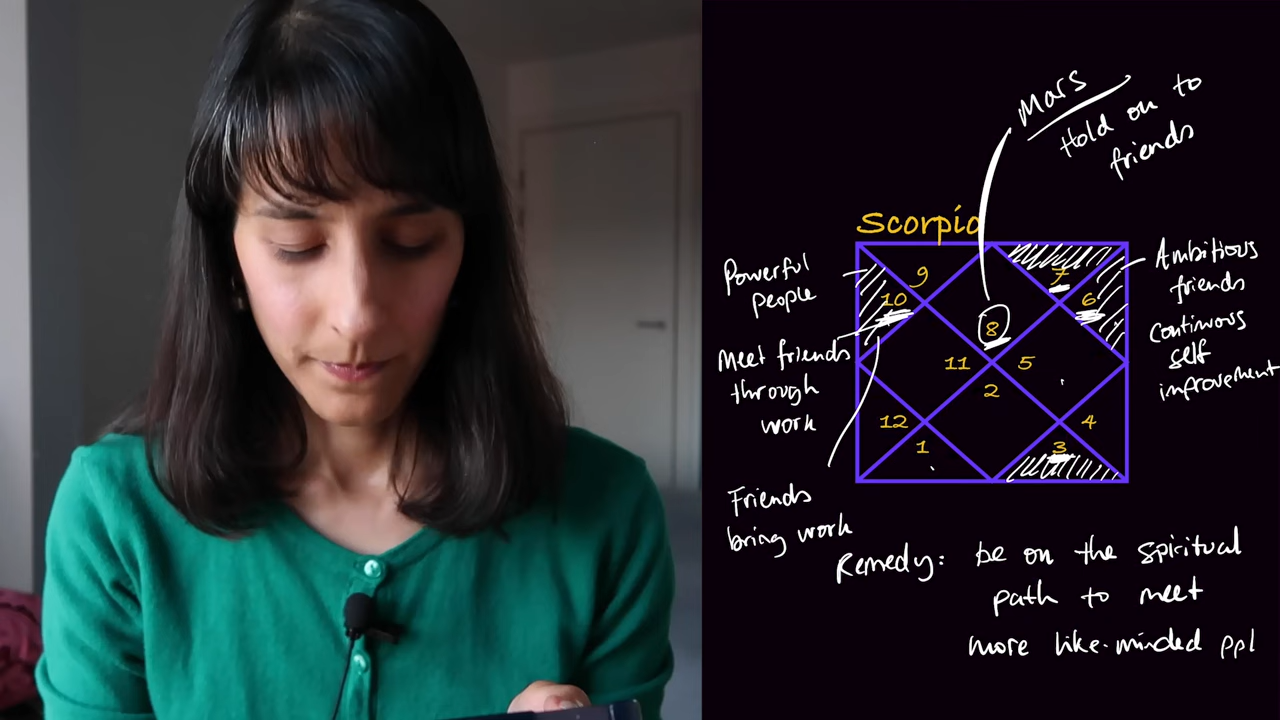 Mars
Hold on to
friends
Scorpio
Powerful
people
Meet friends
through
work
Friends
bring work
9
7
10
6
8
11
5
2
12
4
1
3
Ambitious
friends
continuous
self
improvement
Remedy: be on the spiritual
path to meet
more like-minded ppl